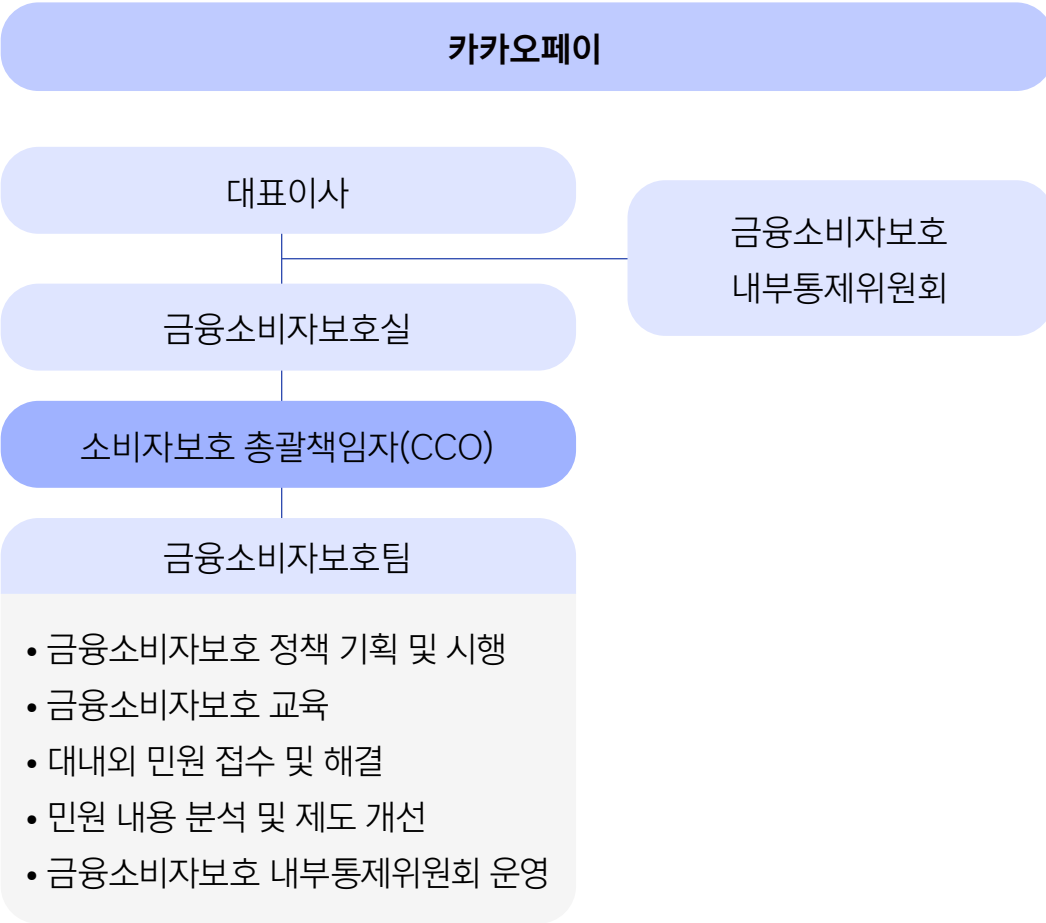 카카오페이
대표이사
금융소비자보호
내부통제위원회
금융소비자보호실
소비자보호 총괄책임자(CCO)
금융소비자보호팀
• 금융소비자보호 정책 기획 및 시행
• 금융소비자보호 교육
• 대내외 민원 접수 및 해결
• 민원 내용 분석 및 제도 개선
• 금융소비자보호 내부통제위원회 운영